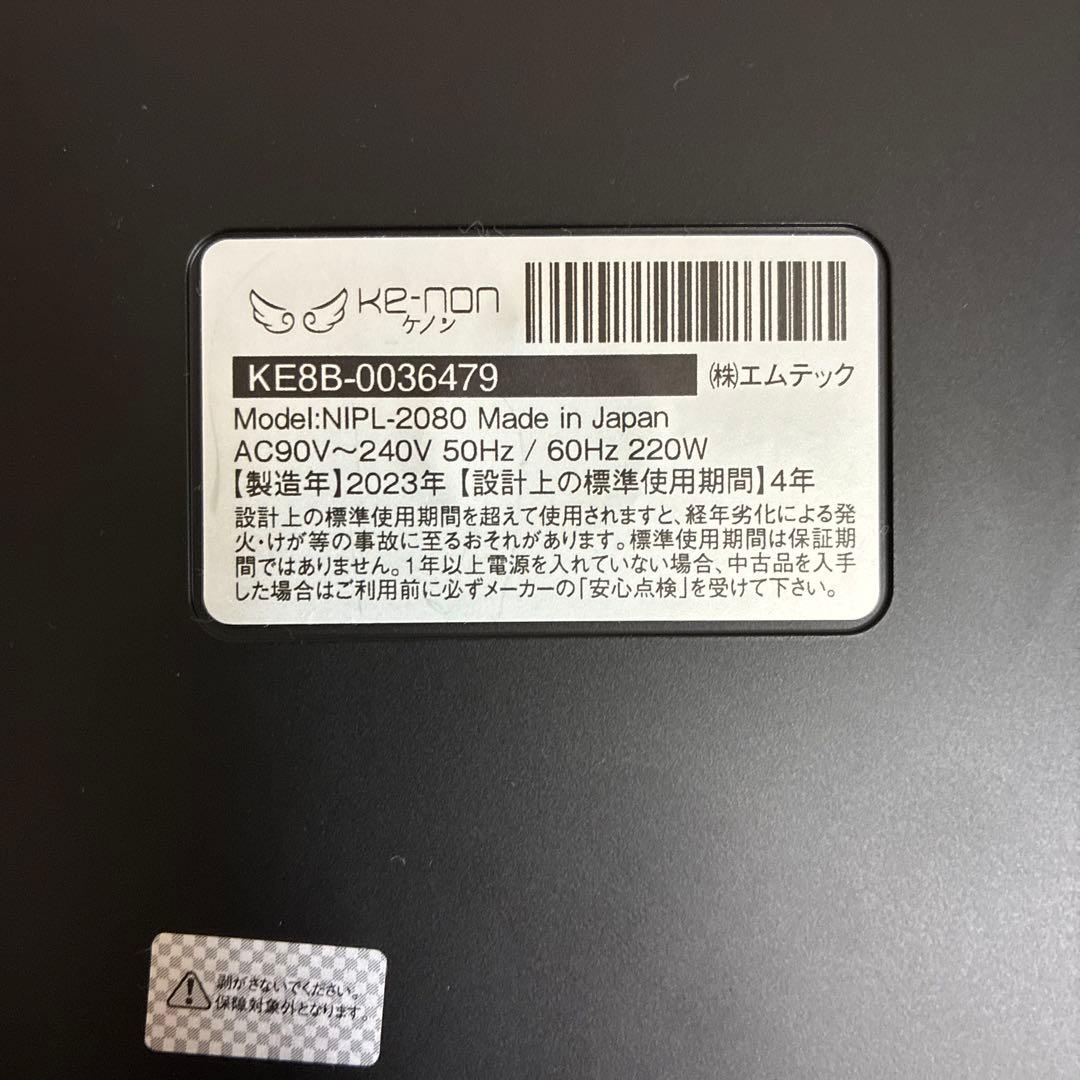 Ke-non
ケノン
KE8B-0036479
(株)エムテック
Model:NIPL-2080 Made in Japan
AC90V～240V 50Hz / 60Hz 220W
【製造年】2023年【設計上の標準使用期間】4年
設計上の標準使用期間を超えて使用されますと、経年劣化による発
火・けが等の事故に至るおそれがあります。標準使用期間は保証期
間ではありません。1年以上電源を入れていない場合、中古品を入手
した場合はご利用前に必ずメーカーの「安心点検」を受けて下さい。
剥がさないでください。
保障対象外となります。